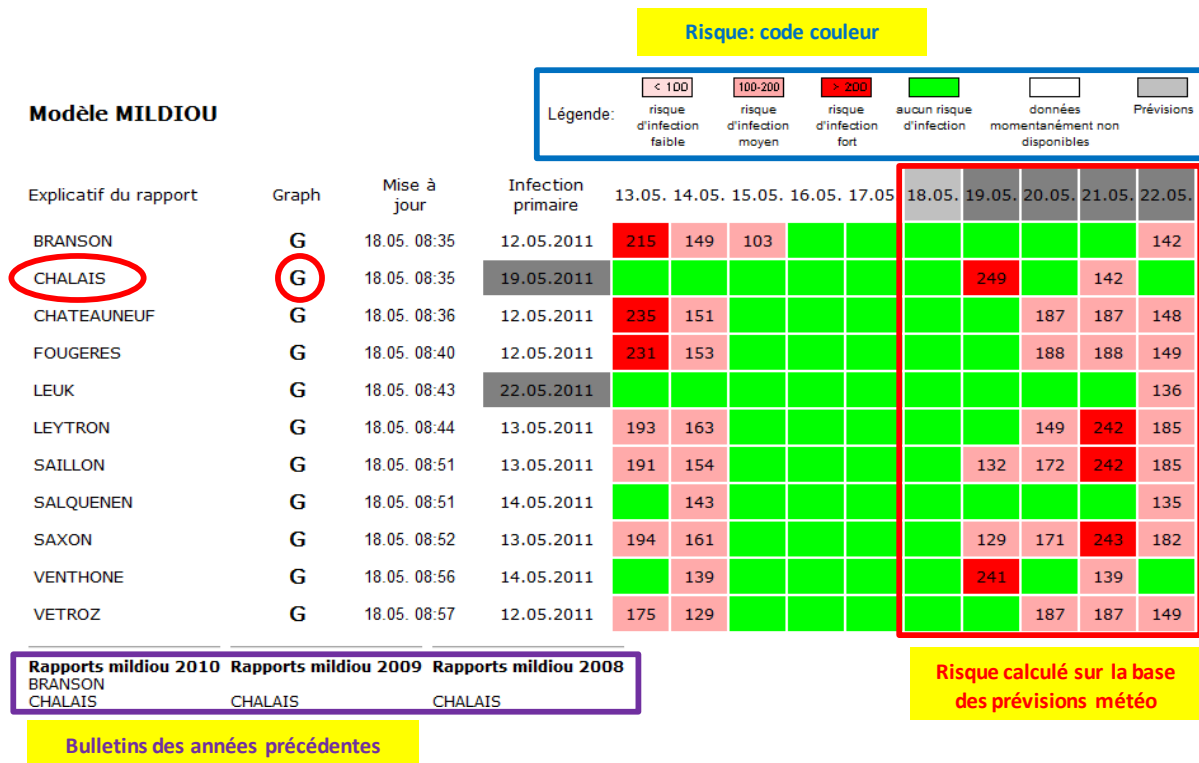 Risque: code couleur
Modèle MILDIOU
Légende:
< 100 100-200 > 200
risque d'infection faible
risque d'infection moyen
risque d'infection fort
aucun risque d'infection
données momentanément non disponibles
Prévisions
Explicatif du rapport Graph Mise à jour Infection primaire 13.05. 14.05. 15.05. 16.05. 17.05. 18.05. 19.05. 20.05. 21.05. 22.05.
BRANSON G 18.05. 08:35 12.05.2011 215 149 103 142
CHALAIS G 18.05. 08:35 19.05.2011 249 142
CHATEAUNEUF G 18.05. 08:36 12.05.2011 235 151 187 187 148
FOUGERES G 18.05. 08:40 12.05.2011 231 153 188 188 149
LEUK G 18.05. 08:43 22.05.2011 136
LEYTRON G 18.05. 08:44 13.05.2011 193 163 149 242 185
SAILLON G 18.05. 08:51 13.05.2011 191 154 132 172 242 185
SALQUENEN G 18.05. 08:51 14.05.2011 143 135
SAXON G 18.05. 08:52 13.05.2011 194 161 129 171 243 182
VENTHONE G 18.05. 08:56 14.05.2011 139 241 139
VETROZ G 18.05. 08:57 12.05.2011 175 129 187 187 149
Rapports mildiou 2010 Rapports mildiou 2009 Rapports mildiou 2008
BRANSON
CHALAIS CHALAIS CHALAIS
Risque calculé sur la base
des prévisions météo
Bulletins des années précédentes